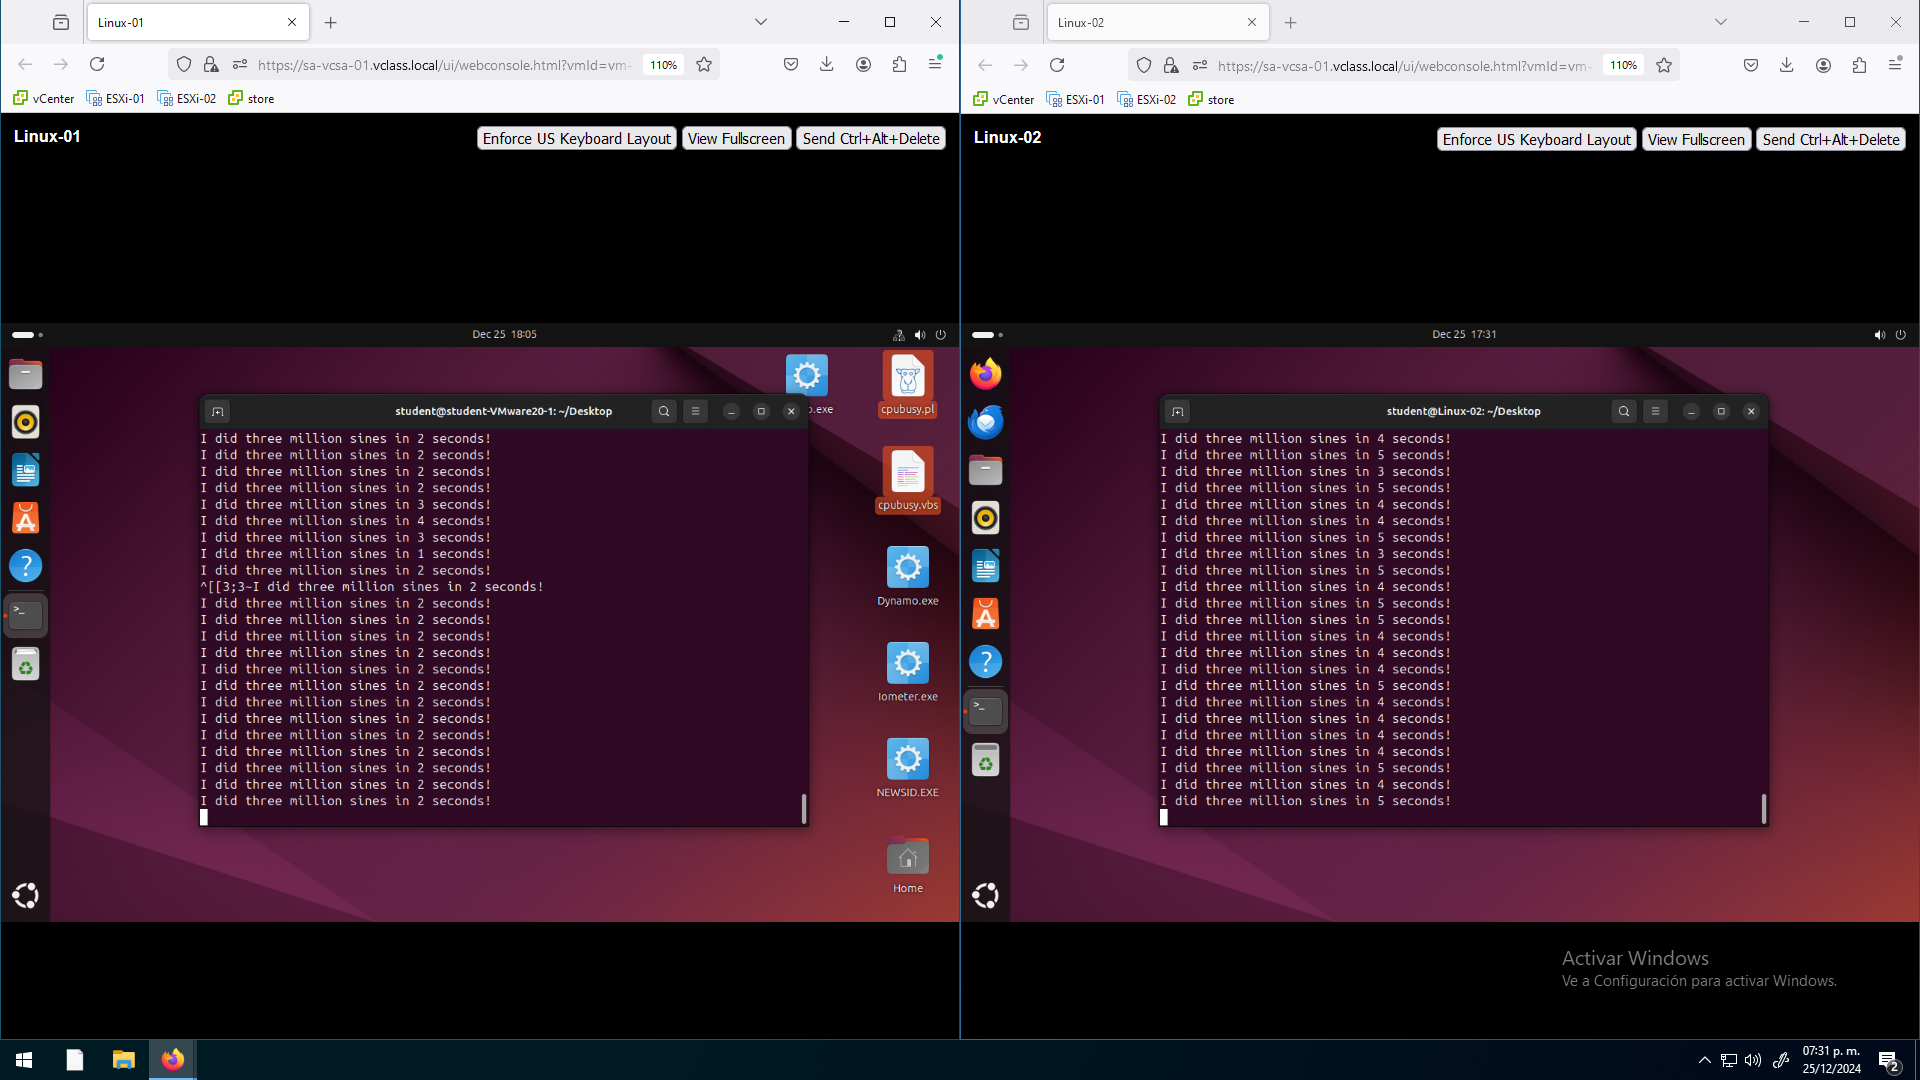 Linux-01
https://sa-vcsa-01.vclass.local/ui/webconsole.html?vmId=vm-
110%
vCenter
ESXi-01
ESXi-02
store
Linux-01
Enforce US Keyboard Layout
View Fullscreen
Send Ctrl+Alt+Delete
Dec 25 18:05
o.exe
cpubusy.pl
cpubusy.vbs
Dynamo.exe
Iometer.exe
NEWSID.EXE
Home
student@student-VMware20-1: ~/Desktop
I did three million sines in 2 seconds!
I did three million sines in 2 seconds!
I did three million sines in 2 seconds!
I did three million sines in 2 seconds!
I did three million sines in 3 seconds!
I did three million sines in 4 seconds!
I did three million sines in 3 seconds!
I did three million sines in 1 seconds!
I did three million sines in 2 seconds!
^[[3;3~I did three million sines in 2 seconds!
I did three million sines in 2 seconds!
I did three million sines in 2 seconds!
I did three million sines in 2 seconds!
I did three million sines in 2 seconds!
I did three million sines in 2 seconds!
I did three million sines in 2 seconds!
I did three million sines in 2 seconds!
I did three million sines in 2 seconds!
I did three million sines in 2 seconds!
I did three million sines in 2 seconds!
I did three million sines in 2 seconds!
I did three million sines in 2 seconds!
I did three million sines in 2 seconds!
Linux-02
https://sa-vcsa-01.vclass.local/ui/webconsole.html?vmId=vm-
110%
vCenter
ESXi-01
ESXi-02
store
Linux-02
Enforce US Keyboard Layout
View Fullscreen
Send Ctrl+Alt+Delete
Dec 25 17:31
student@Linux-02: ~/Desktop
I did three million sines in 4 seconds!
I did three million sines in 5 seconds!
I did three million sines in 3 seconds!
I did three million sines in 5 seconds!
I did three million sines in 4 seconds!
I did three million sines in 4 seconds!
I did three million sines in 5 seconds!
I did three million sines in 3 seconds!
I did three million sines in 5 seconds!
I did three million sines in 4 seconds!
I did three million sines in 5 seconds!
I did three million sines in 5 seconds!
I did three million sines in 4 seconds!
I did three million sines in 4 seconds!
I did three million sines in 4 seconds!
I did three million sines in 5 seconds!
I did three million sines in 4 seconds!
I did three million sines in 4 seconds!
I did three million sines in 4 seconds!
I did three million sines in 4 seconds!
I did three million sines in 5 seconds!
I did three million sines in 4 seconds!
I did three million sines in 5 seconds!
Activar Windows
Ve a Configuración para activar Windows.
07:31 p. m.
25/12/2024
2